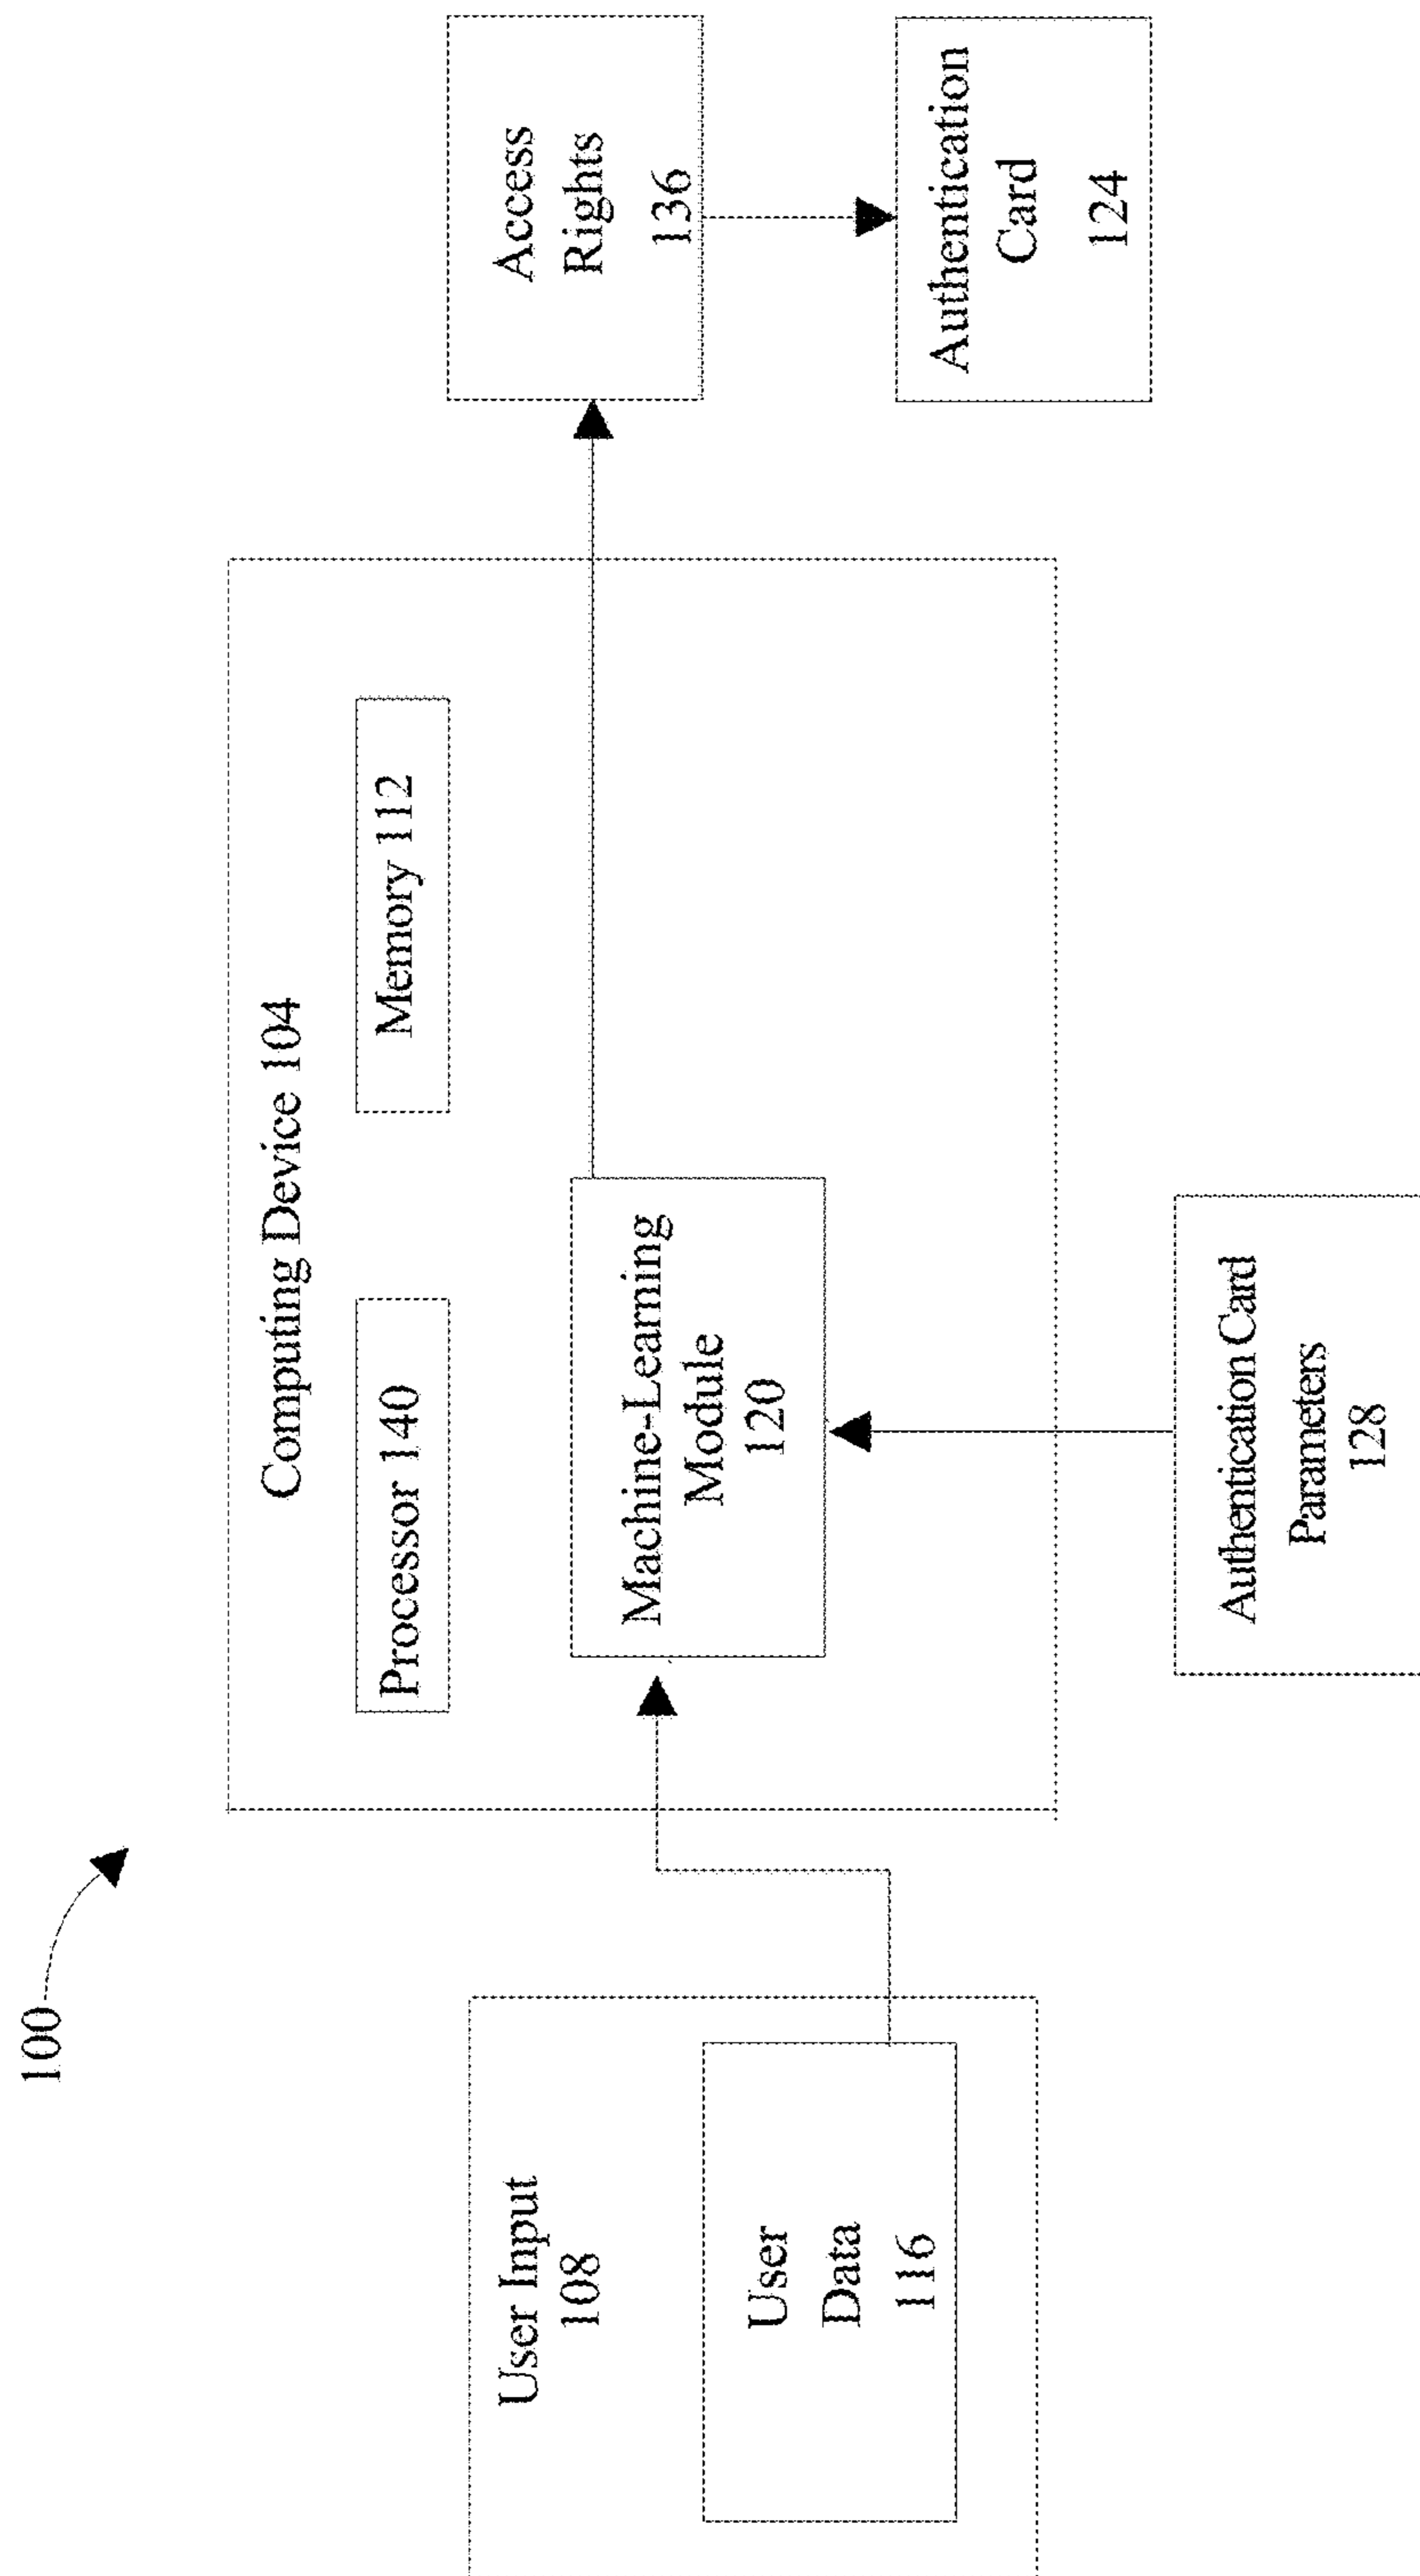 100
User Input
108
User
Data
116
Computing Device 104
Processor 140
Memory 112
Machine-Learning
Module
120
Authentication Card
Parameters
128
Access
Rights
136
Authentication
Card
124